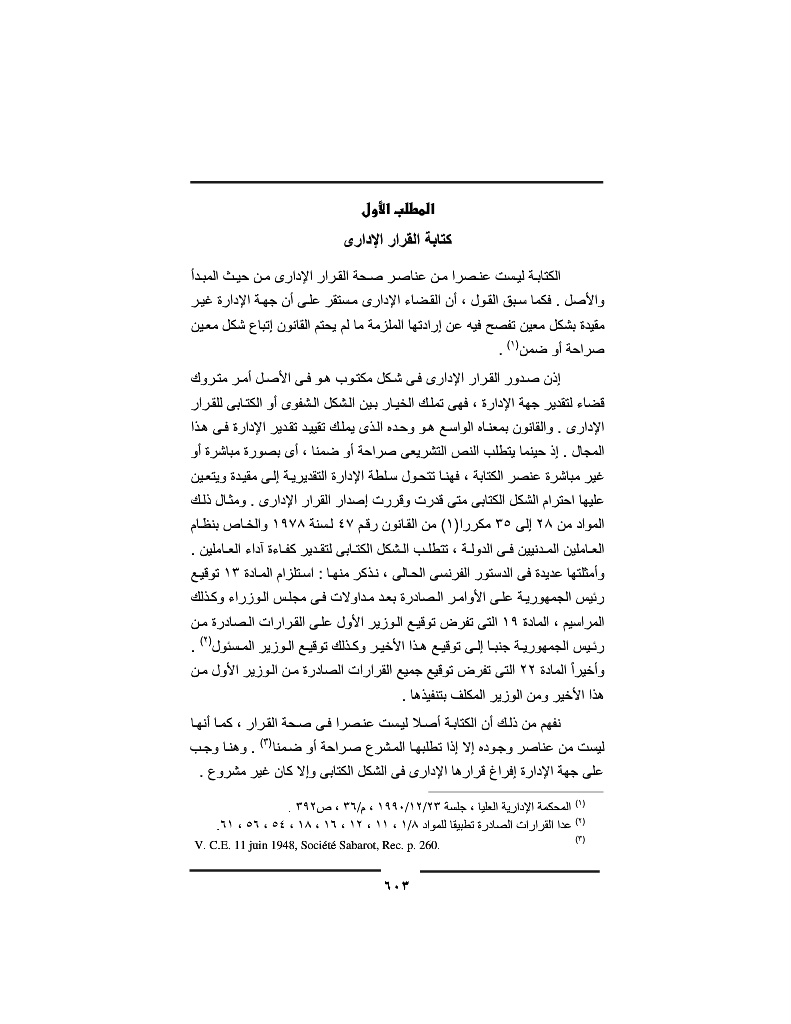 المطلب الأول
كتابة القرار الإدارى
الكتابة ليست عنصرا من عناصر صحة القرار الإدارى من حيث المبدأ
والأصل . فكما سبق القول ، أن القضاء الإدارى مستقر على أن جهة الإدارة غير
مقيدة بشكل معين تفصح فيه عن إرادتها الملزمة ما لم يحتم القانون إتباع شكل معين
صراحة أو ضمن(١) .
إذن صدور القرار الإدارى فى شكل مكتوب هو فى الأصل أمر متروك
قضاء لتقدير جهة الإدارة ، فهى تملك الخيار بين الشكل الشفوى أو الكتابى للقرار
الإدارى . والقانون بمعناه الواسع هو وحده الذى يملك تقييد تقدير الإدارة فى هذا
المجال . إذ حينما يتطلب النص التشريعى صراحة أو ضمنا ، أى بصورة مباشرة أو
غير مباشرة عنصر الكتابة ، فهنا تتحول سلطة الإدارة التقديرية إلى مقيدة ويتعين
عليها احترام الشكل الكتابى متى قدرت وقررت إصدار القرار الإدارى . ومثال ذلك
المواد من ٢٨ إلى ٣٥ مكررا(١) من القانون رقم ٤٧ لسنة ١٩٧٨ والخاص بنظام
العاملين المدنيين فى الدولة ، تتطلب الشكل الكتابى لتقدير كفاءة آداء العاملين .
وأمثلتها عديدة فى الدستور الفرنسى الحالى ، نذكر منها : استلزام المادة ١٣ توقيع
رئيس الجمهورية على الأوامر الصادرة بعد مداولات فى مجلس الوزراء وكذلك
المراسيم ، المادة ١٩ التى تفرض توقيع الوزير الأول على القرارات الصادرة من
رئيس الجمهورية جنبا إلى توقيع هذا الأخير وكذلك توقيع الوزير المسئول(٢) .
وأخيراً المادة ٢٢ التى تفرض توقيع جميع القرارات الصادرة من الوزير الأول من
هذا الأخير ومن الوزير المكلف بتنفيذها .
نفهم من ذلك أن الكتابة أصلا ليست عنصرا فى صحة القرار ، كما أنها
ليست من عناصر وجوده إلا إذا تطلبها المشرع صراحة أو ضمنا(٣) . وهنا وجب
على جهة الإدارة إفراغ قرارها الإدارى فى الشكل الكتابى وإلا كان غير مشروع .
(١) المحكمة الإدارية العليا ، جلسة ١٩٩٠/١٢/٢٣ ، م/٣٦ ، ص٣٩٢ .
(٢) عدا القرارات الصادرة تطبيقا للمواد ١/٨ ، ١١ ، ١٢ ، ١٦ ، ١٨ ، ٥٤ ، ٥٦ ، ٦١.
(٣) V. C.E. 11 juin 1948, Société Sabarot, Rec. p. 260.
٦٠٣